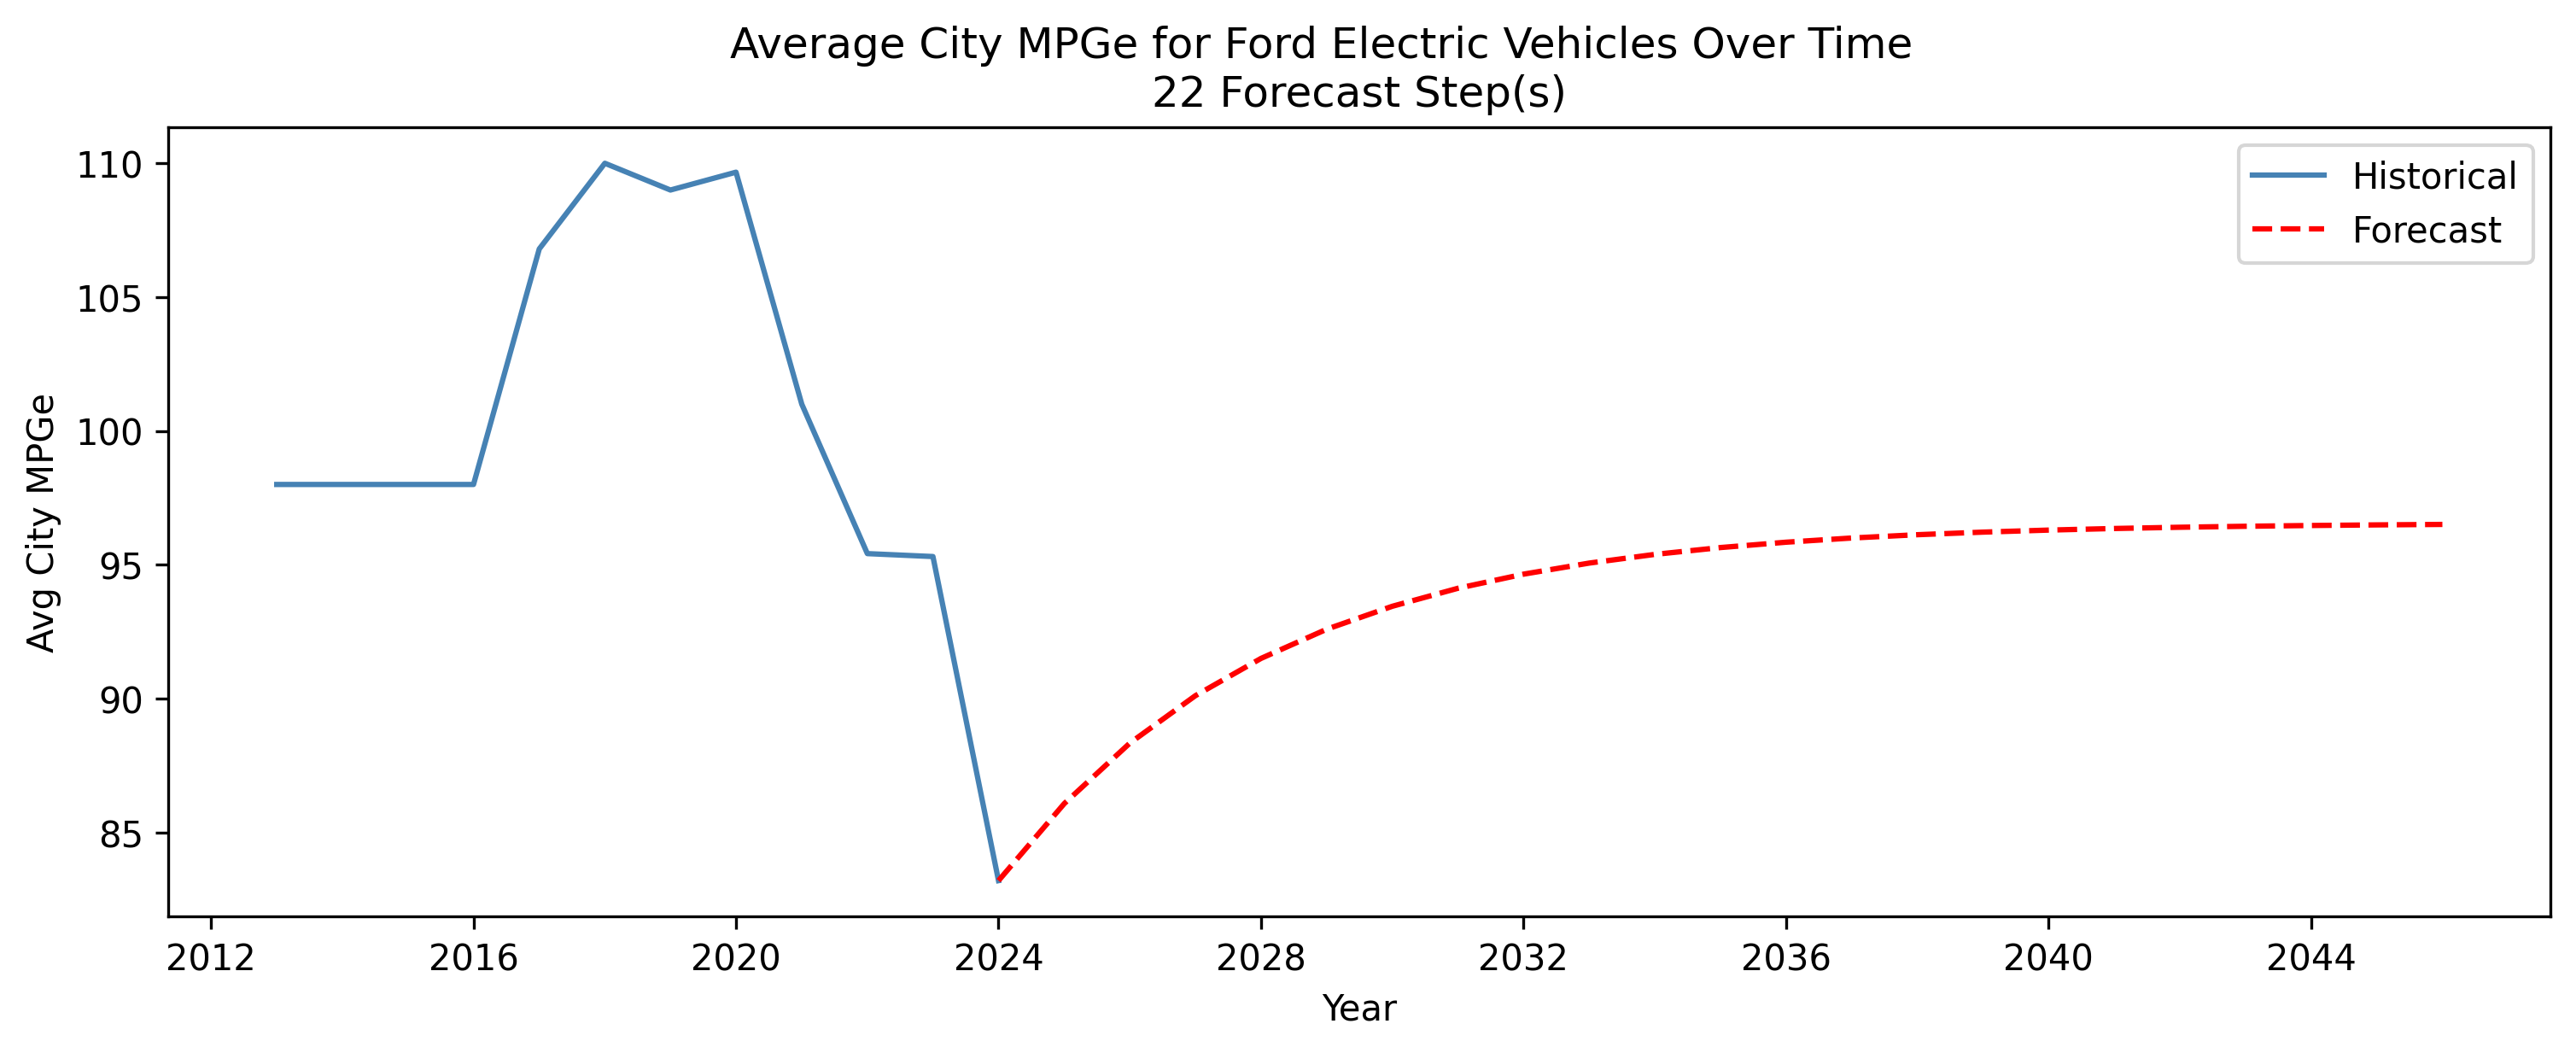 Average City MPGe for Ford Electric Vehicles Over Time
22 Forecast Step(s)
Historical
Forecast
110
105
100
95
90
85
Avg City MPGe
2012 2016 2020 2024 2028 2032 2036 2040 2044
Year